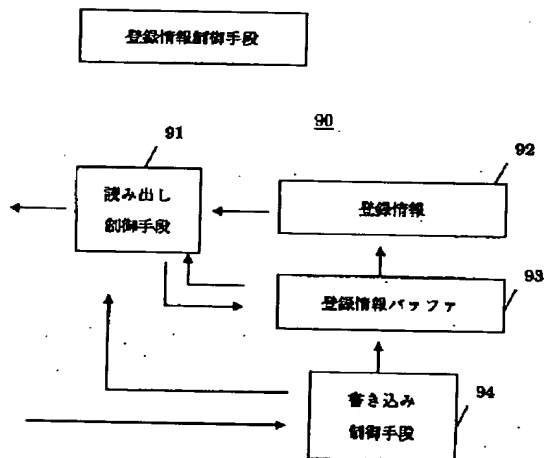 登録情報制御手段
90
91
92
読み出し
制御手段
登録情報
93
登録情報バッファ
94
書き込み
制御手段